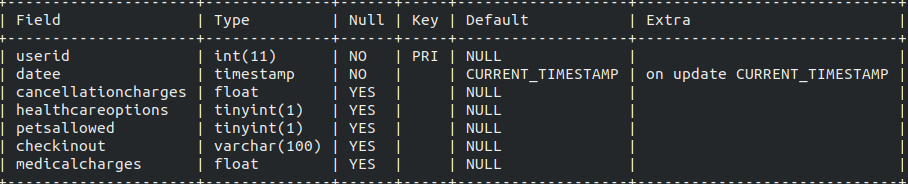 +---------------------+--------------+------+-----+-------------------+-----------------------------+
| Field | Type | Null | Key | Default | Extra |
+---------------------+--------------+------+-----+-------------------+-----------------------------+
| userid | int(11) | NO | PRI | NULL | |
| datee | timestamp | NO | | CURRENT_TIMESTAMP | on update CURRENT_TIMESTAMP |
| cancellationcharges | float | YES | | NULL | |
| healthcareoptions | tinyint(1) | YES | | NULL | |
| petsallowed | tinyint(1) | YES | | NULL | |
| checkinout | varchar(100) | YES | | NULL | |
| medicalcharges | float | YES | | NULL | |
+---------------------+--------------+------+-----+-------------------+-----------------------------+